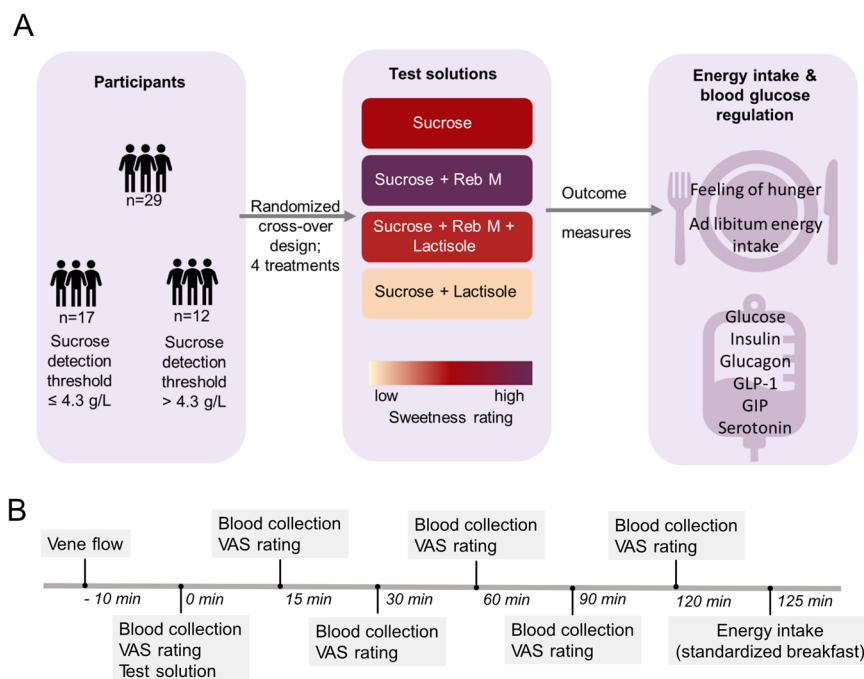 A
Participants
n=29
n=17
n=12
Sucrose
detection
threshold
≤ 4.3 g/L
Sucrose
detection
threshold
> 4.3 g/L
Randomized
cross-over
design;
4 treatments
Test solutions
Sucrose
Sucrose + Reb M
Sucrose + Reb M +
Lactisole
Sucrose + Lactisole
low
high
Sweetness rating
Outcome
measures
Energy intake &
blood glucose
regulation
Feeling of hunger
Ad libitum energy
intake
Glucose
Insulin
Glucagon
GLP-1
GIP
Serotonin
B
Vene flow
- 10 min
Blood collection
VAS rating
Test solution
0 min
Blood collection
VAS rating
15 min
Blood collection
VAS rating
30 min
Blood collection
VAS rating
60 min
Blood collection
VAS rating
90 min
Blood collection
VAS rating
120 min
Energy intake
(standardized breakfast)
125 min